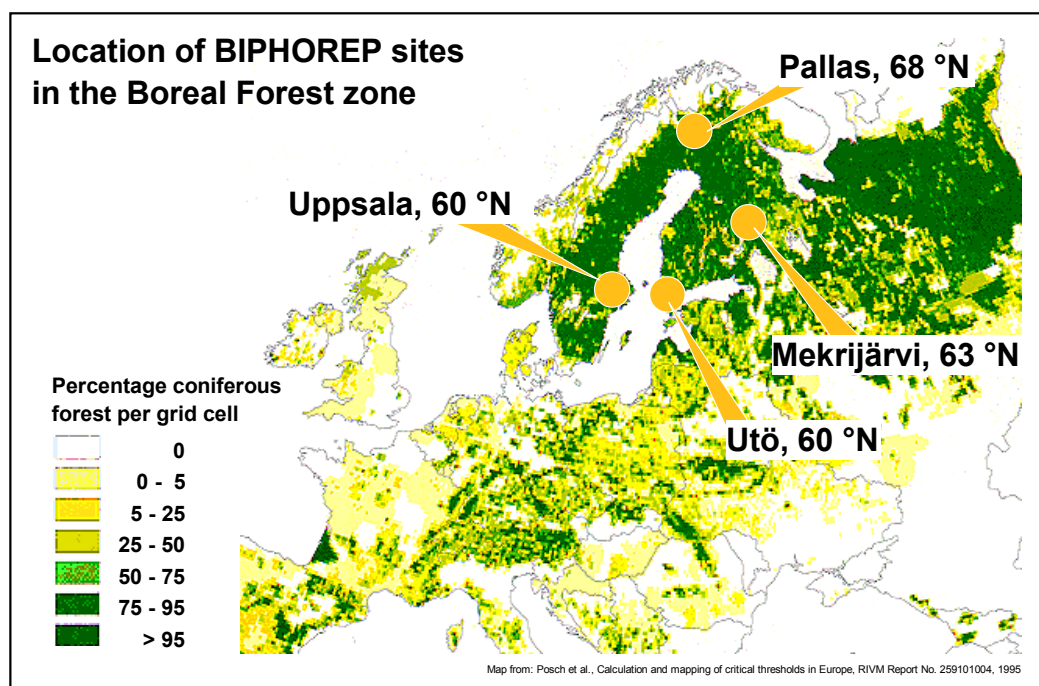 Location of BIPHOREP sites
in the Boreal Forest zone
Pallas, 68 °N
Uppsala, 60 °N
Mekrijärvi, 63 °N
Utö, 60 °N
Percentage coniferous
forest per grid cell
0
0 - 5
5 - 25
25 - 50
50 - 75
75 - 95
> 95
Map from: Posch et al., Calculation and mapping of critical thresholds in Europe, RIVM Report No. 259101004, 1995